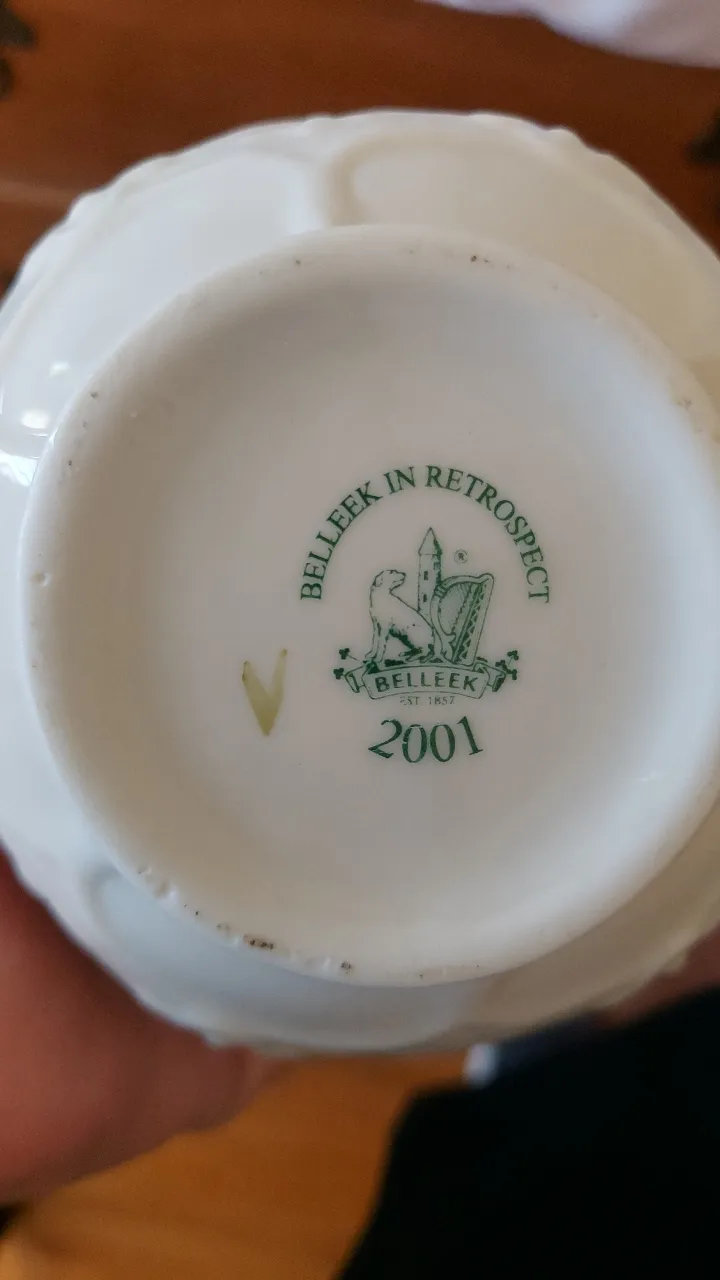 BELLEEK IN RETROSPECT
®
BELLEEK
EST. 1857
2001
V